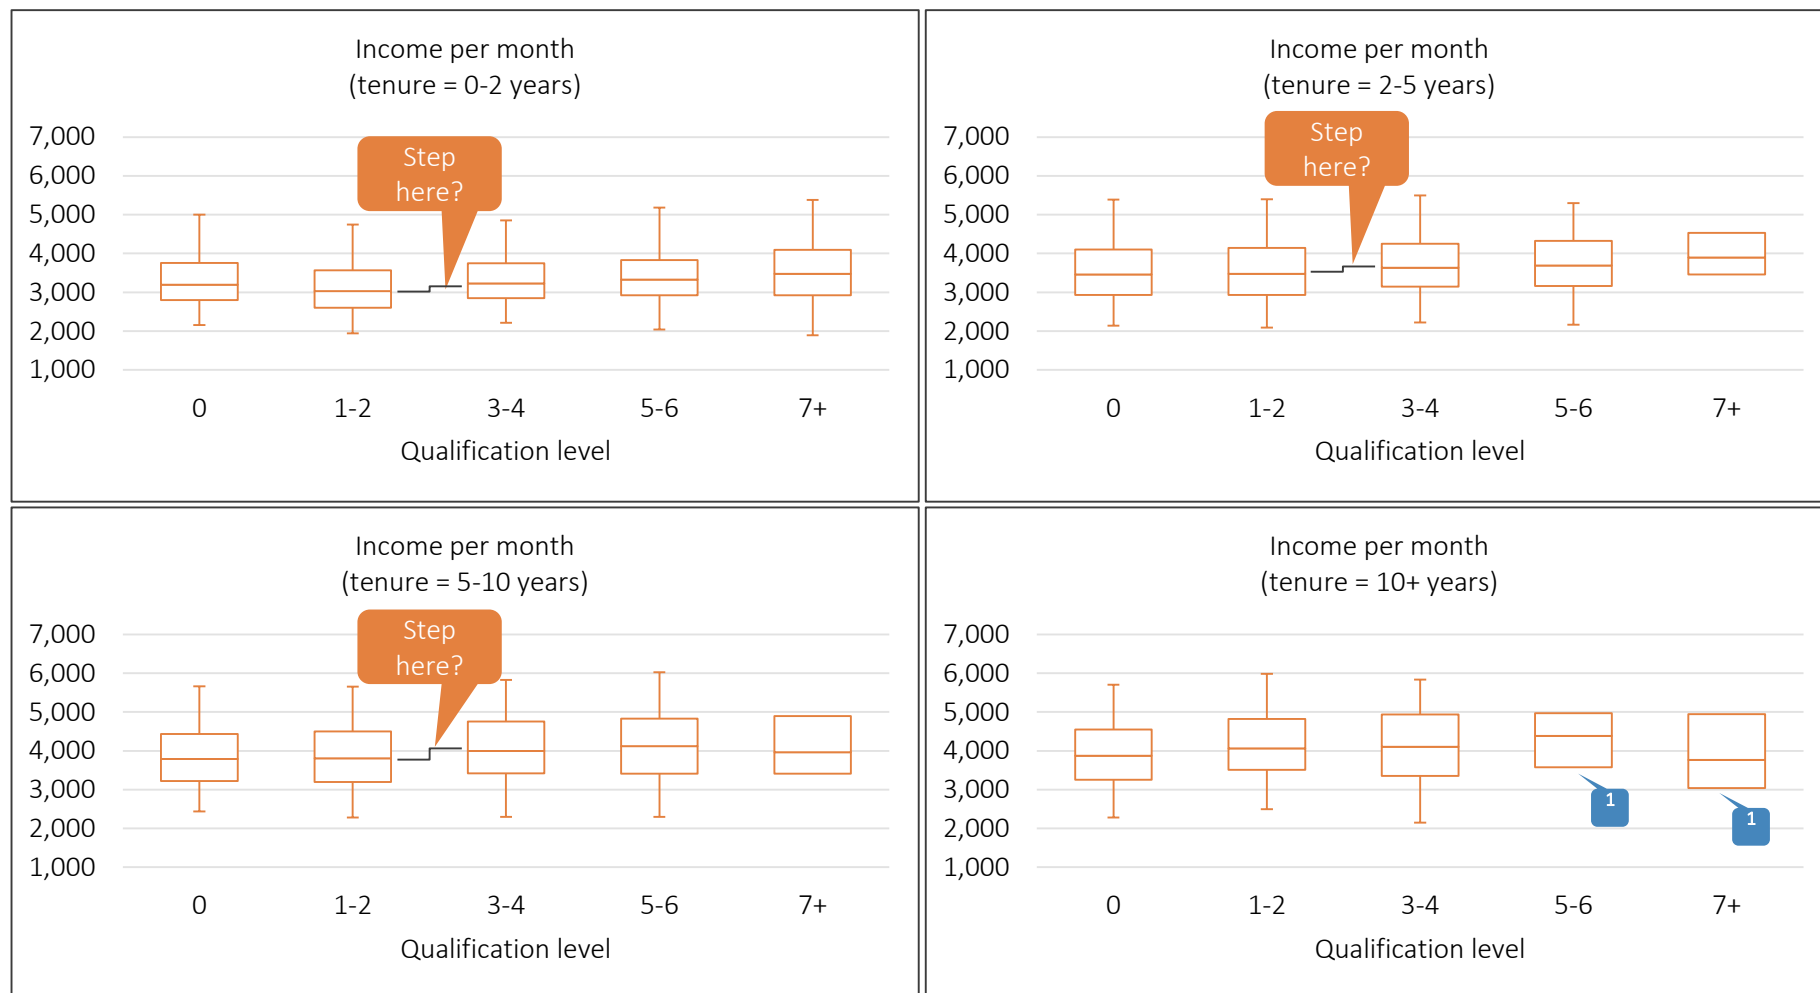 Income per month
(tenure = 0-2 years)
Step
here?
7,000
6,000
5,000
4,000
3,000
2,000
1,000
0 1-2 3-4 5-6 7+
Qualification level
Income per month
(tenure = 2-5 years)
Step
here?
7,000
6,000
5,000
4,000
3,000
2,000
1,000
0 1-2 3-4 5-6 7+
Qualification level
Income per month
(tenure = 5-10 years)
Step
here?
7,000
6,000
5,000
4,000
3,000
2,000
1,000
0 1-2 3-4 5-6 7+
Qualification level
Income per month
(tenure = 10+ years)
7,000
6,000
5,000
4,000
3,000
2,000
1,000
1
1
0 1-2 3-4 5-6 7+
Qualification level